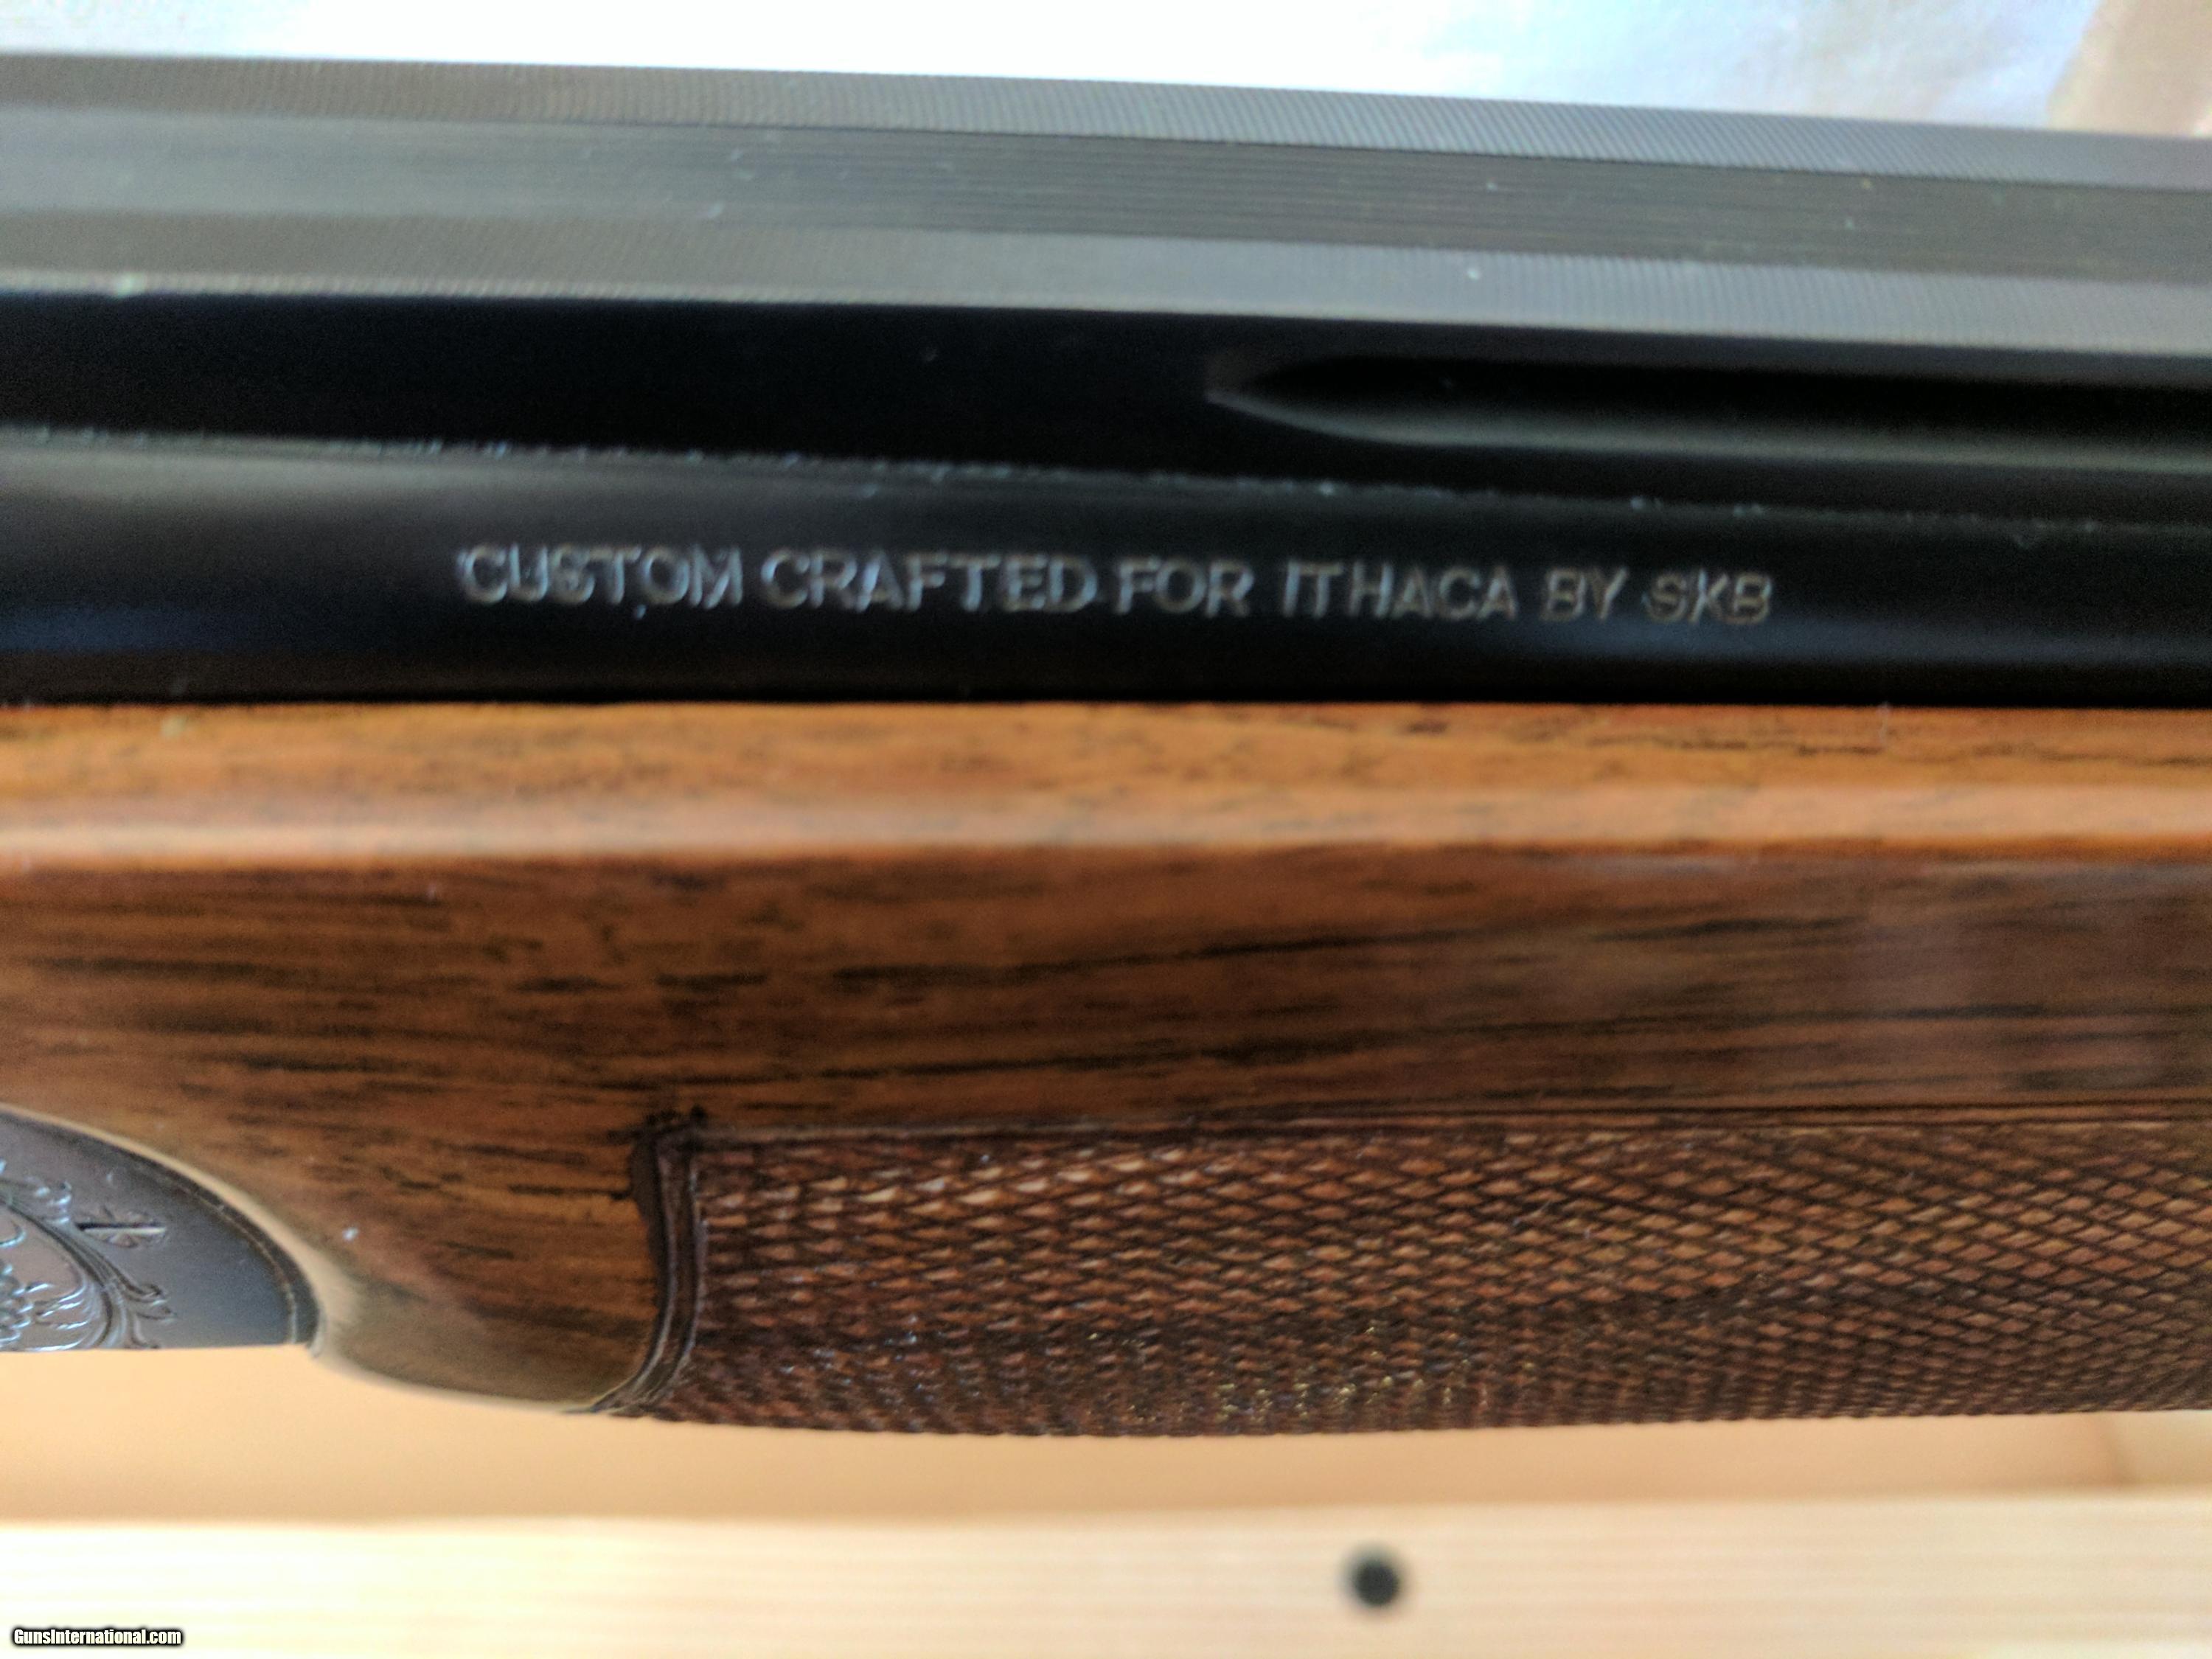 CUSTOM CRAFTED FOR ITHACA BY SKB
GunsInternational.com